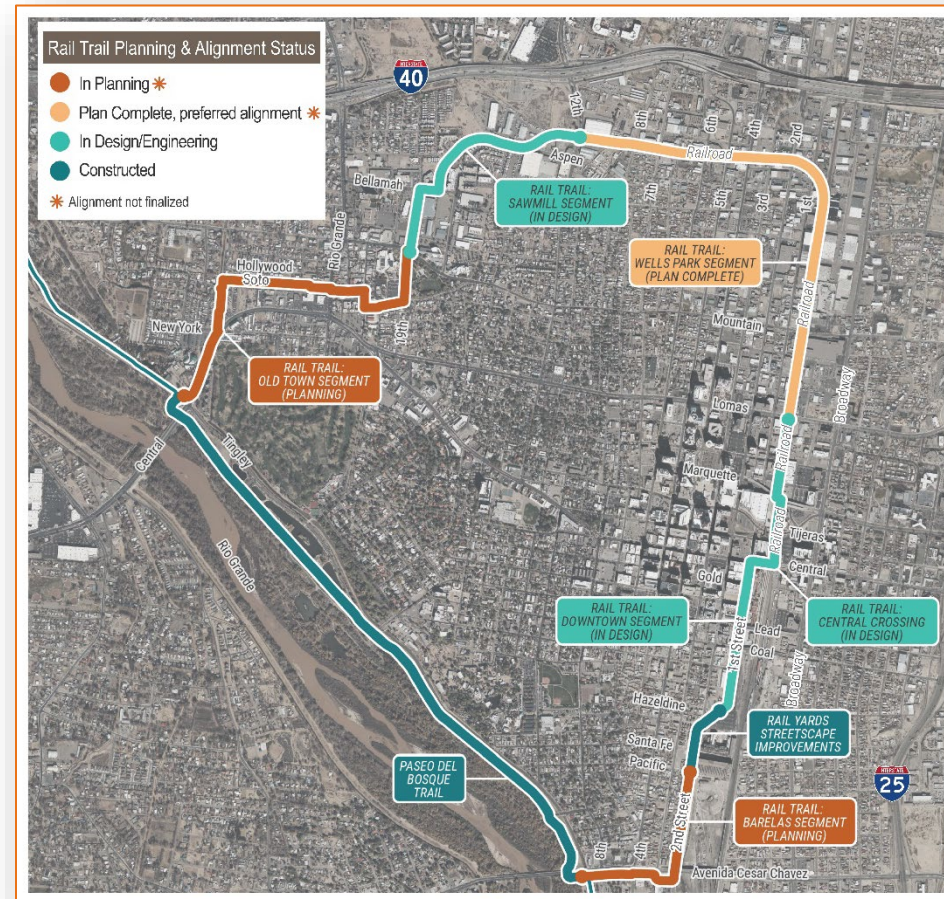 Rail Trail Planning & Alignment Status
In Planning *
Plan Complete, preferred alignment *
In Design/Engineering
Constructed
* Alignment not finalized
INTERSTATE
40
12th
8th
6th
4th
2nd
Aspen
Railroad
Bellamah
RAIL TRAIL:
SAWMILL SEGMENT
(IN DESIGN)
7th
5th
3rd
1st
Rio Grande
RAIL TRAIL:
WELLS PARK SEGMENT
(PLAN COMPLETE)
Hollywood
Soto
Railroad
19th
New York
Mountain
RAIL TRAIL:
OLD TOWN SEGMENT
(PLANNING)
Lomas
Broadway
Railroad
Central
Tingley
Marquette
Railroad
Tijeras
Central
Rio Grande
Gold
RAIL TRAIL:
DOWNTOWN SEGMENT
(IN DESIGN)
RAIL TRAIL:
CENTRAL CROSSING
(IN DESIGN)
1st Street
Lead
Coal
Broadway
Hazeldine
RAIL YARDS
STREETSCAPE
IMPROVEMENTS
Santa Fe
Pacific
PASEO DEL
BOSQUE
TRAIL
INTERSTATE
25
RAIL TRAIL:
BARELAS SEGMENT
(PLANNING)
2nd Street
8th
4th
Avenida Cesar Chavez